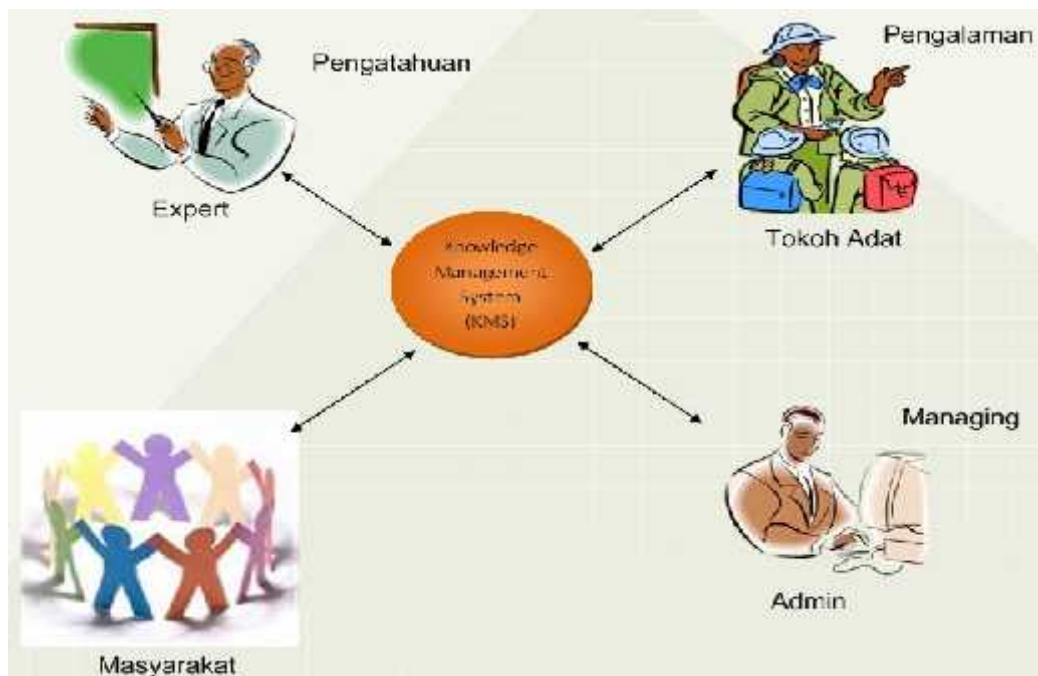 Pengatahuan
Pengalaman
Expert
Tokoh Adat
Knowledge
Management
System
(KMS)
Managing
Admin
Masyarakat